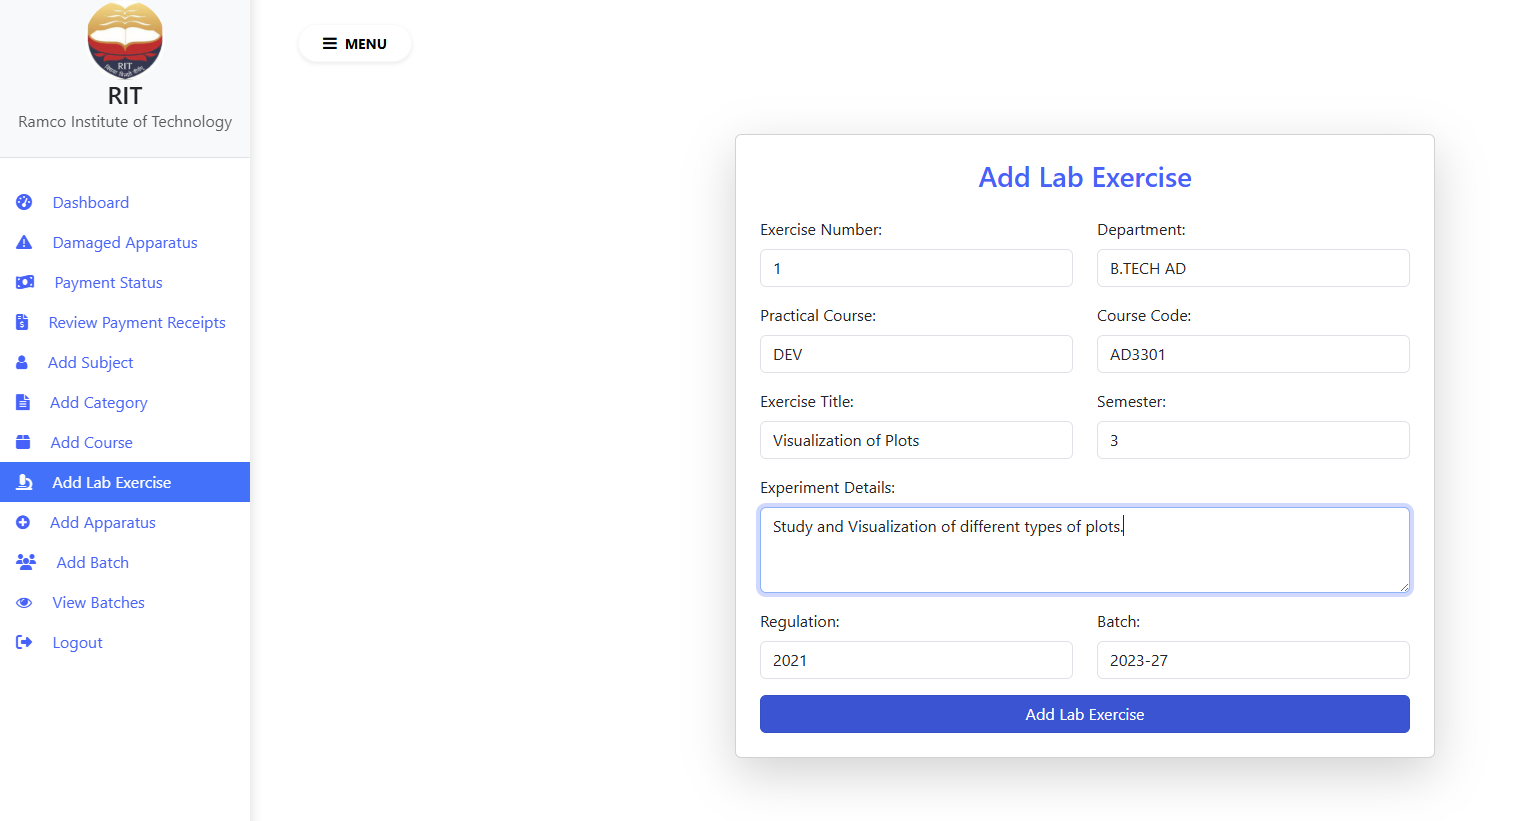 RIT
RIT
Ramco Institute of Technology
Dashboard
Damaged Apparatus
Payment Status
Review Payment Receipts
Add Subject
Add Category
Add Course
Add Lab Exercise
Add Apparatus
Add Batch
View Batches
Logout
MENU
Add Lab Exercise
Exercise Number: Department:
1 B.TECH AD
Practical Course: Course Code:
DEV AD3301
Exercise Title: Semester:
Visualization of Plots 3
Experiment Details:
Study and Visualization of different types of plots.
Regulation: Batch:
2021 2023-27
Add Lab Exercise